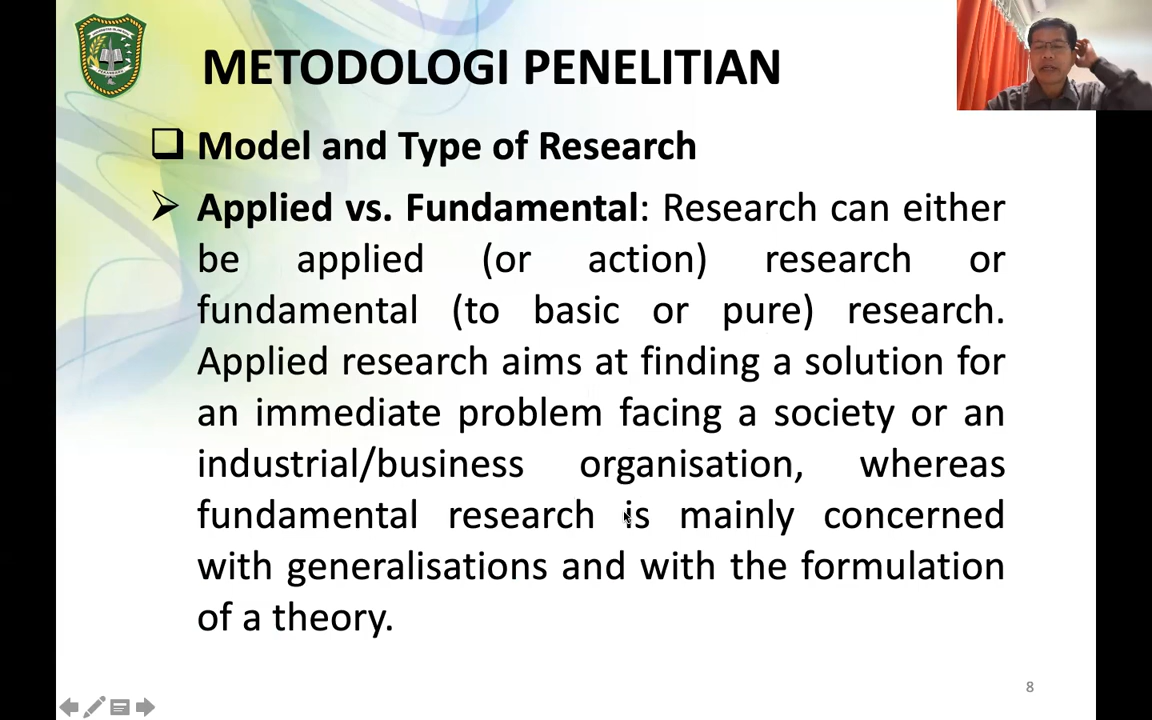 METODOLOGI PENELITIAN
Model and Type of Research
Applied vs. Fundamental: Research can either
be applied (or action) research or
fundamental (to basic or pure) research.
Applied research aims at finding a solution for
an immediate problem facing a society or an
industrial/business organisation, whereas
fundamental research is mainly concerned
with generalisations and with the formulation
of a theory.
8